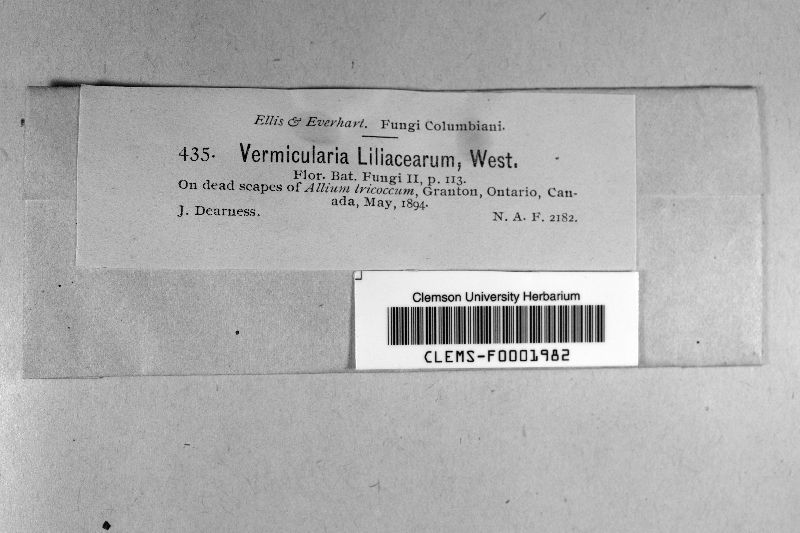 Ellis & Everhart. Fungi Columbiani.
435. Vermicularia Liliacearum, West.
Flor. Bat. Fungi II, p. 113.
On dead scapes of Allium tricoccum, Granton, Ontario, Can-
ada, May, 1894.
J. Dearness. N. A. F. 2182.
Clemson University Herbarium
CLEMS-F0001982